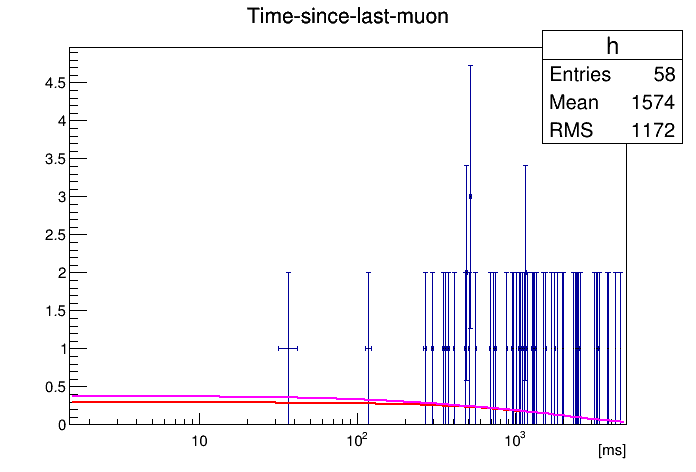 Time-since-last-muon
h
Entries 58
Mean 1574
RMS 1172
4.5
4
3.5
3
2.5
2
1.5
1
0.5
0
10 10² 10³
[ms]